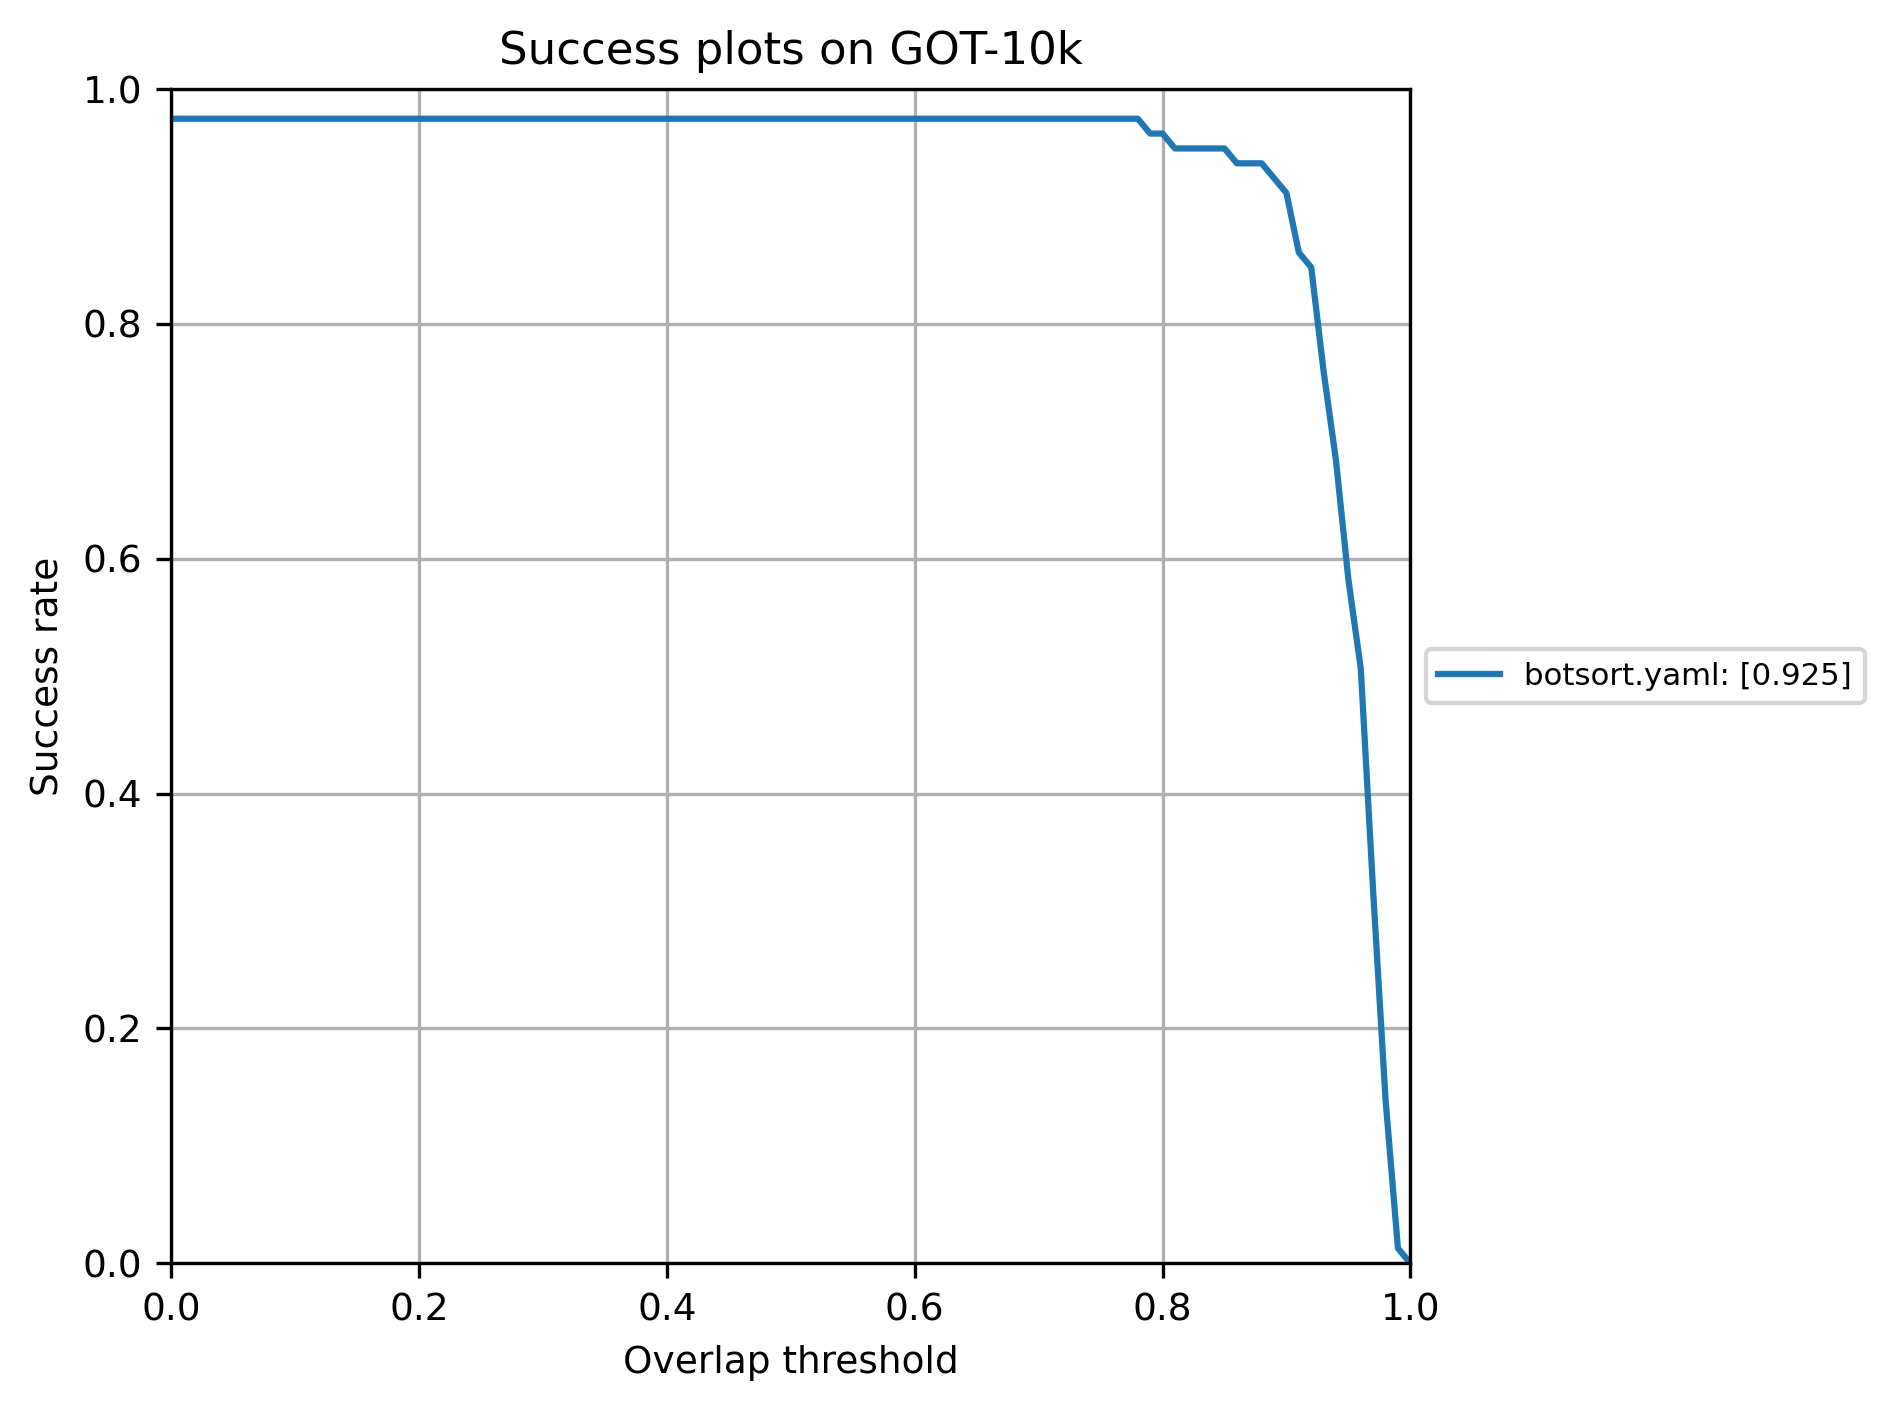 Success plots on GOT-10k
1.0
0.8
0.6
0.4
0.2
0.0
Success rate
0.0 0.2 0.4 0.6 0.8 1.0
Overlap threshold
botsort.yaml: [0.925]